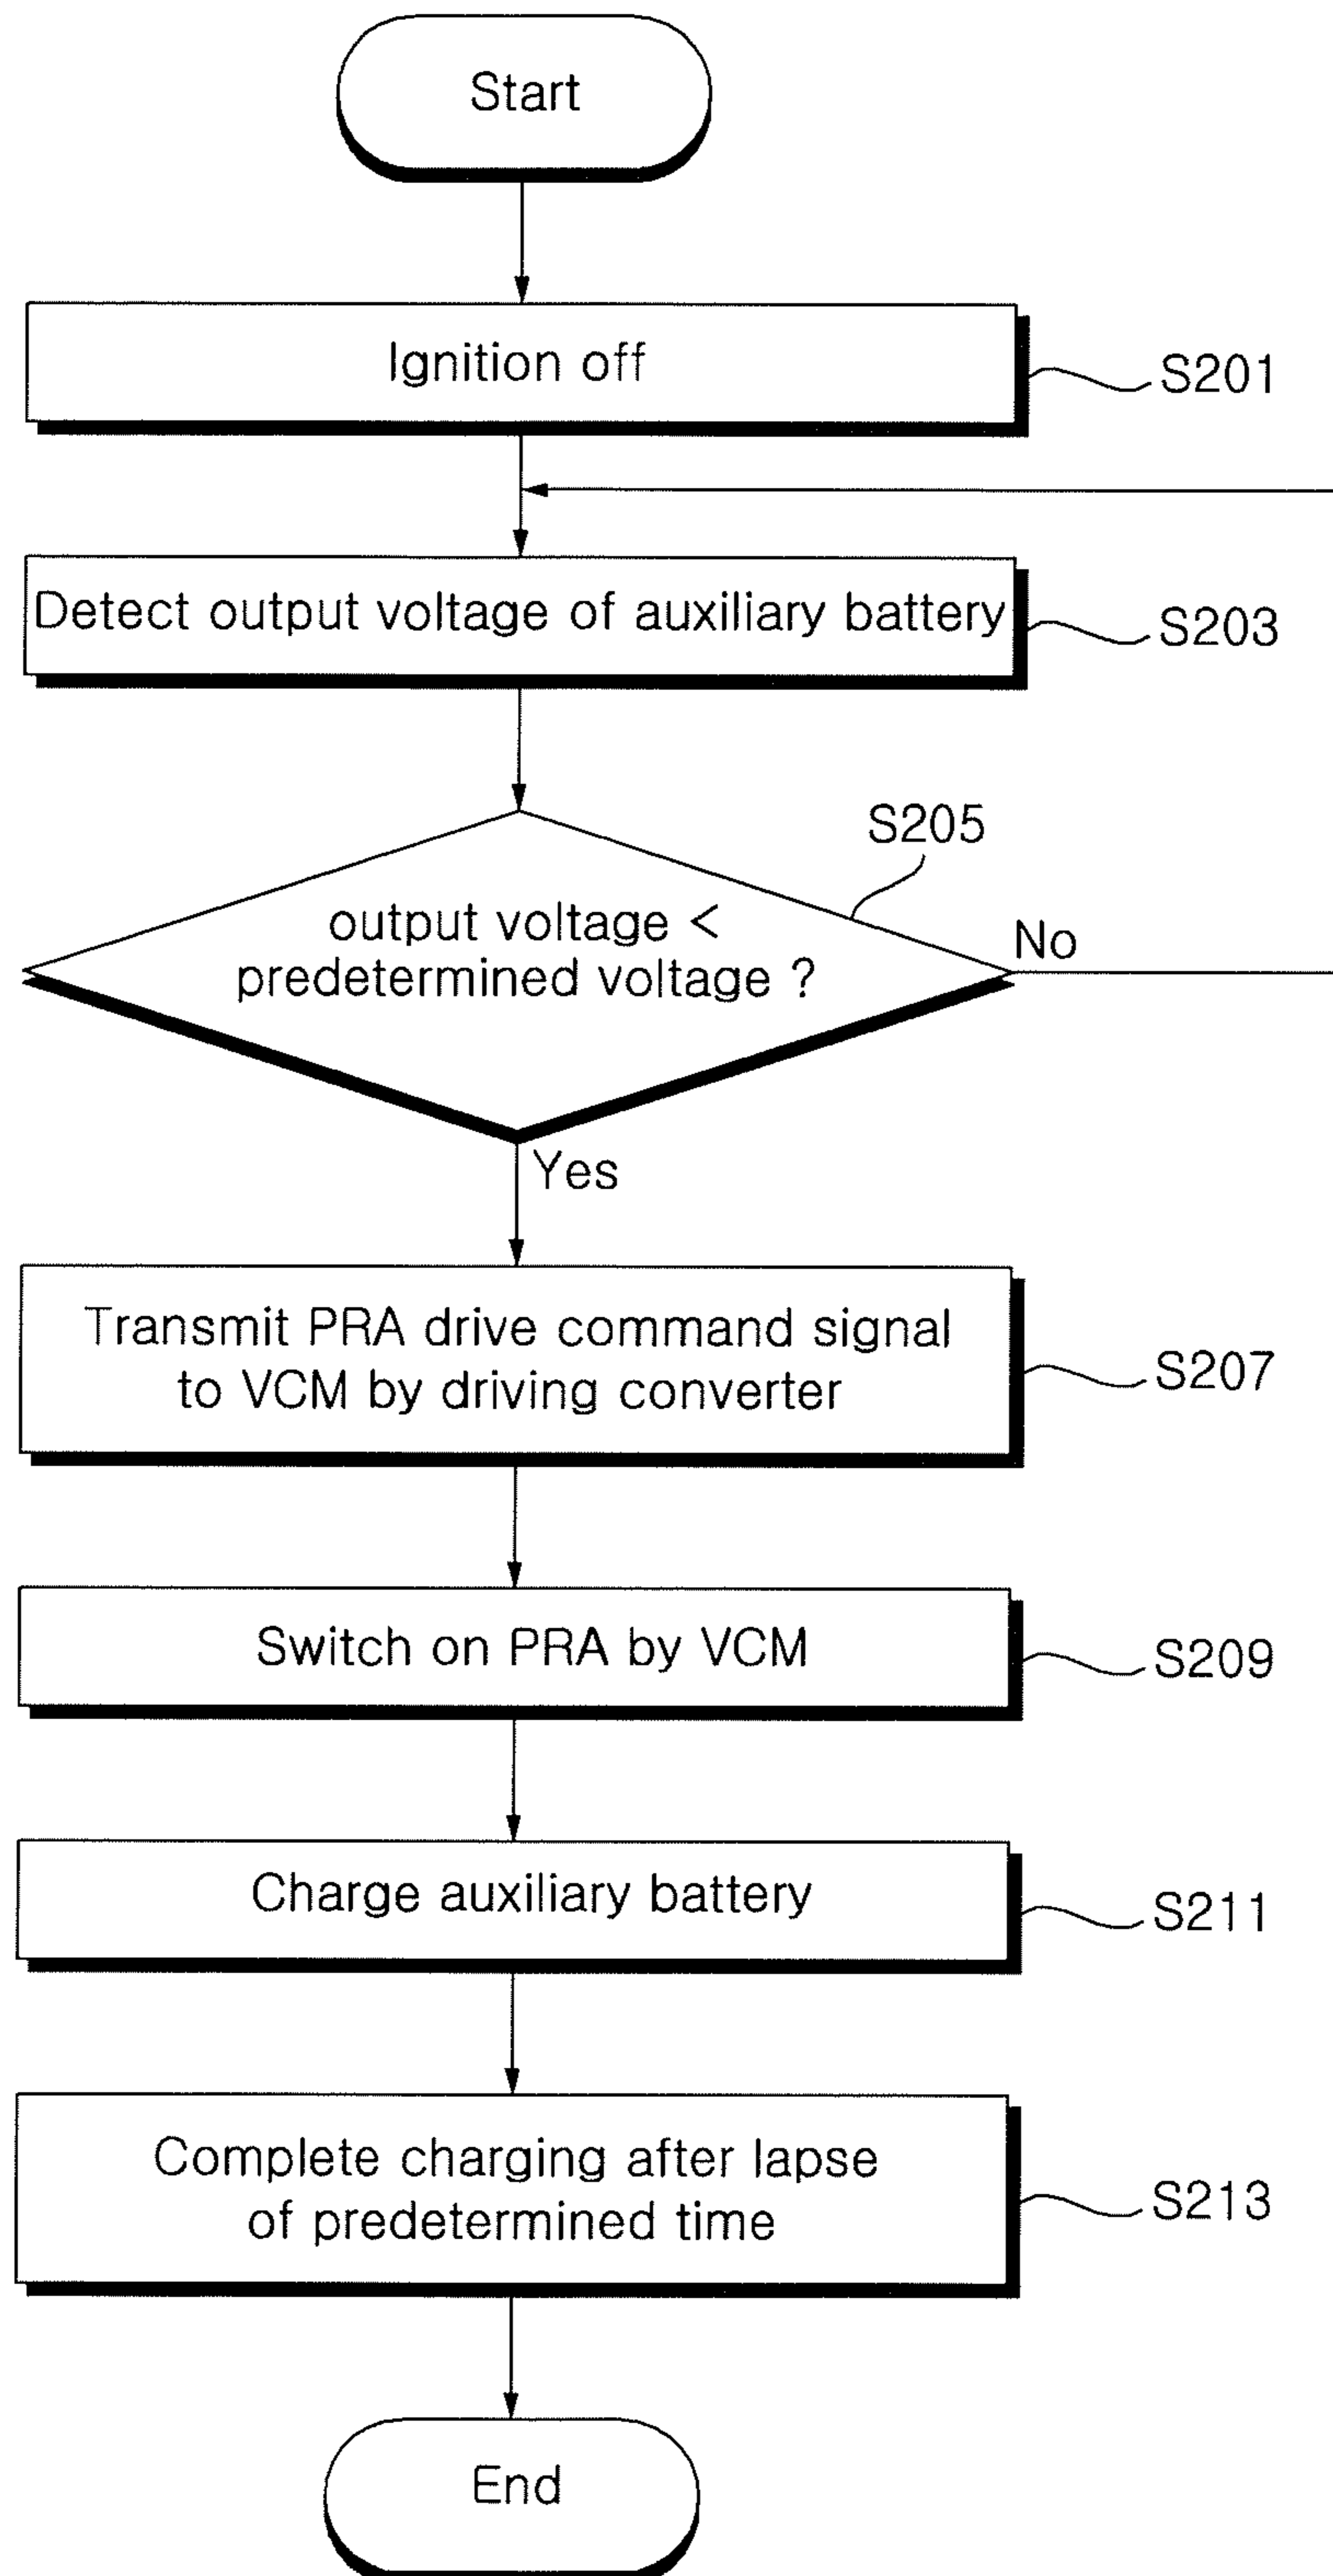 Start
Ignition off
S201
Detect output voltage of auxiliary battery
S203
S205
output voltage <
predetermined voltage ?
No
Yes
Transmit PRA drive command signal
to VCM by driving converter
S207
Switch on PRA by VCM
S209
Charge auxiliary battery
S211
Complete charging after lapse
of predetermined time
S213
End